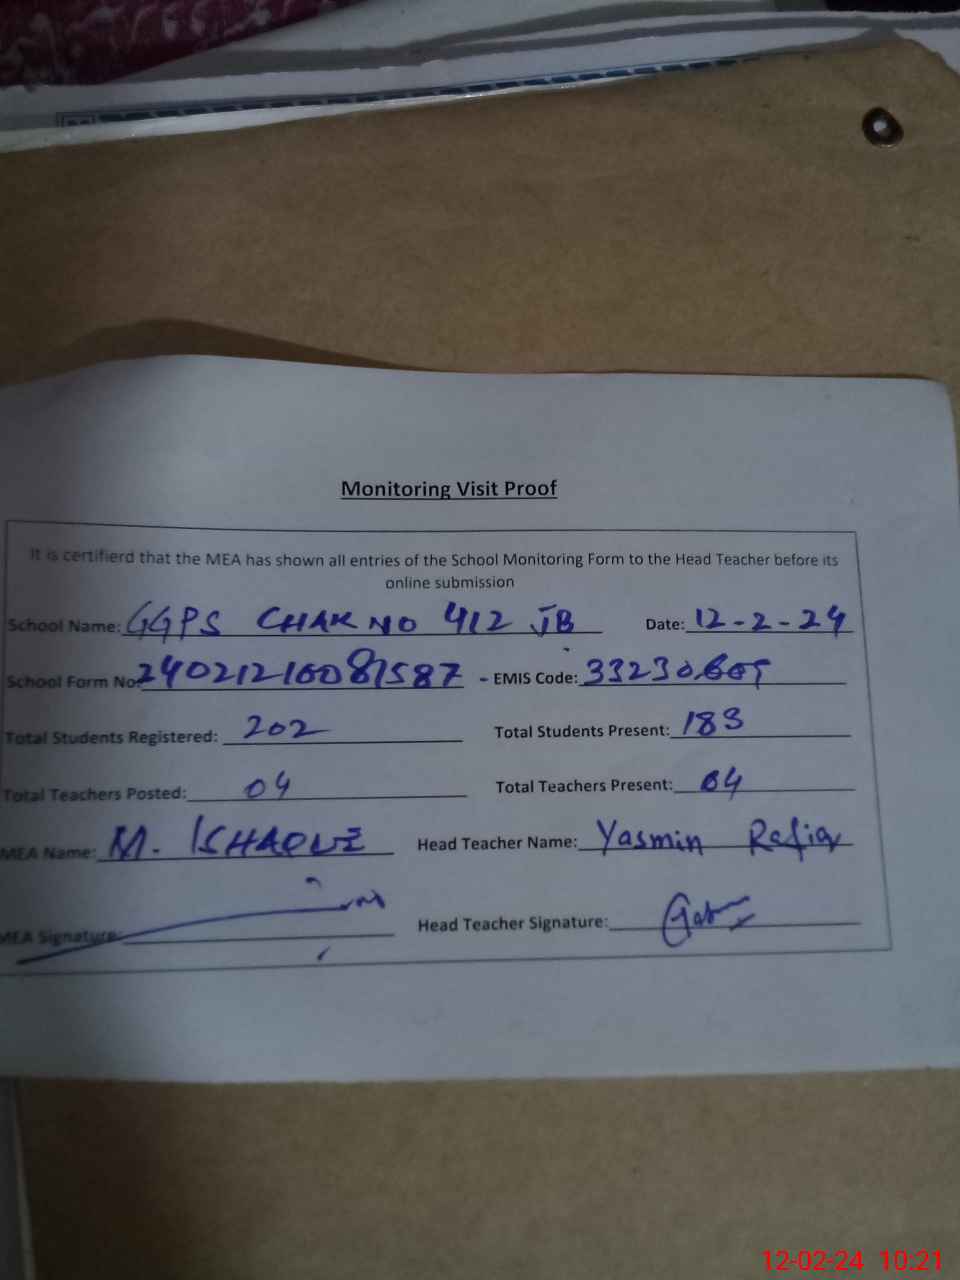 Monitoring Visit Proof
It is certifierd that the MEA has shown all entries of the School Monitoring Form to the Head Teacher before its
online submission
School Name: GGPS CHAK NO 412 JB Date: 12-2-24
School Form No: - EMIS Code:
Total Students Registered: 202 Total Students Present: 183
Total Teachers Posted: 04 Total Teachers Present: 04
MEA Name: M. ISHAQUE Head Teacher Name: Yasmin Rafiq
MEA Signature: Head Teacher Signature:
12-02-24 10:21